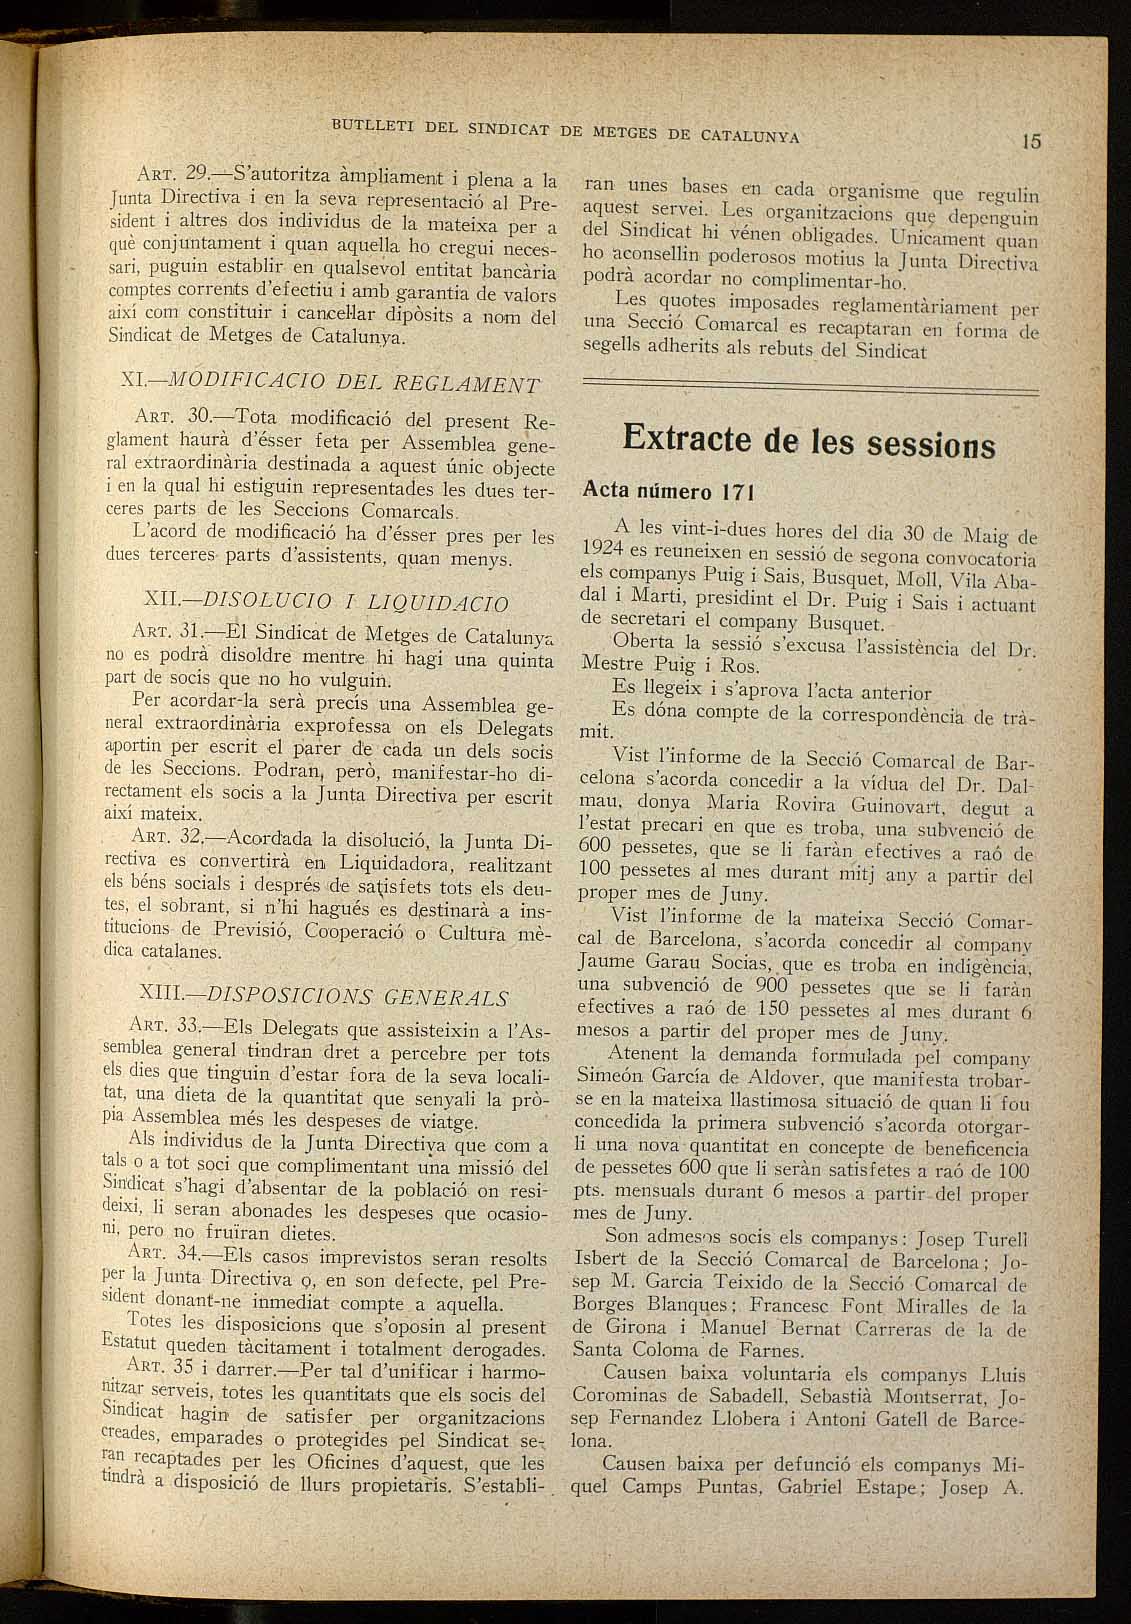 BUTLLETI DEL SINDICAT DE METGES DE CATALUNYA
15
ART. 29.—S'autoritza àmpliament i plena a la
Junta Directiva i en la seva representació al Pre-
sident i altres dos individus de la mateixa per a
què conjuntament i quan aquella ho cregui neces-
sari, puguin establir en qualsevol entitat bancària
comptes corrents d'efectiu i amb garantia de valors
així com constituir i cancel·lar dipòsits a nom del
Sindicat de Metges de Catalunya.
XI.—MODIFICACIO DEL REGLAMENT
ART. 30.—Tota modificació del present Re-
glament haurà d'ésser feta per Assemblea gene-
ral extraordinària destinada a aquest únic objecte
i en la qual hi estiguin representades les dues ter-
ceres parts de les Seccions Comarcals.
L'acord de modificació ha d'ésser pres per les
dues terceres parts d'assistents, quan menys.
XII.—DISOLUCIO I LIQUIDACIO
ART. 31.—El Sindicat de Metges de Catalunya
no es podrà disoldre mentre hi hagi una quinta
part de socis que no ho vulguin.
Per acordar-la serà precís una Assemblea ge-
neral extraordinària exprofessa on els Delegats
aportin per escrit el parer de cada un dels socis
de les Seccions. Podran, però, manifestar-ho di-
rectament els socis a la Junta Directiva per escrit
així mateix.
ART. 32.—Acordada la disolució, la Junta Di-
rectiva es convertirà en Liquidadora, realitzant
els béns socials i després de satisfets tots els deu-
tes, el sobrant, si n'hi hagués es destinarà a ins-
titucions de Previsió, Cooperació o Cultura mè-
dica catalanes.
XIII.—DISPOSICIONS GENERALS
ART. 33.—Els Delegats que assisteixin a l'As-
semblea general tindran dret a percebre per tots
els dies que tinguin d'estar fora de la seva locali-
tat, una dieta de la quantitat que senyali la prò-
pia Assemblea més les despeses de viatge.
Als individus de la Junta Directiva que com a
tals o a tot soci que complimentant una missió del
Sindicat s'hagi d'absentar de la població on resi-
deixi, li seran abonades les despeses que ocasio-
ni, pero no fruïran dietes.
ART. 34.—Els casos imprevistos seran resolts
per la Junta Directiva o, en son defecte, pel Pre-
sident donant-ne inmediat compte a aquella.
Totes les disposicions que s'oposin al present
Estatut queden tàcitament i totalment derogades.
ART. 35 i darrer.—Per tal d'unificar i harmo-
nitzar serveis, totes les quantitats que els socis del
Sindicat hagin de satisfer per organitzacions
creades, emparades o protegides pel Sindicat se-
ran recaptades per les Oficines d'aquest, que les
tindrà a disposició de llurs propietaris. S'establi-
ran unes bases en cada organisme que regulin
aquest servei. Les organitzacions que depenguin
del Sindicat hi vénen obligades. Unicament quan
ho aconsellin poderosos motius la Junta Directiva
podrà acordar no complimentar-ho.
Les quotes imposades reglamentàriament per
una Secció Comarcal es recaptaran en forma de
segells adherits als rebuts del Sindicat
Extracte de les sessions
Acta número 171
A les vint-i-dues hores del dia 30 de Maig de
1924 es reuneixen en sessió de segona convocatoria
els companys Puig i Sais, Busquet, Moll, Vila Aba-
dal i Marti, presidint el Dr. Puig i Sais i actuant
de secretari el company Busquet.
Oberta la sessió s'excusa l'assistència del Dr.
Mestre Puig i Ros.
Es llegeix i s'aprova l'acta anterior
Es dóna compte de la correspondència de trà-
mit.
Vist l'informe de la Secció Comarcal de Bar-
celona s'acorda concedir a la vídua del Dr. Dal-
mau, donya Maria Rovira Guinovart, degut a
l'estat precari en que es troba, una subvenció de
600 pessetes, que se li faràn efectives a raó de
100 pessetes al mes durant mitj any a partir del
proper mes de Juny.
Vist l'informe de la mateixa Secció Comar-
cal de Barcelona, s'acorda concedir al company
Jaume Garau Socias, que es troba en indigència,
una subvenció de 900 pessetes que se li faràn
efectives a raó de 150 pessetes al mes durant 6
mesos a partir del proper mes de Juny.
Atenent la demanda formulada pel company
Simeón García de Aldover, que manifesta trobar-
se en la mateixa llastimosa situació de quan li fou
concedida la primera subvenció s'acorda otorgar-
li una nova quantitat en concepte de beneficencia
de pessetes 600 que li seràn satisfetes a raó de 100
pts. mensuals durant 6 mesos a partir del proper
mes de Juny.
Son admesos socis els companys: Josep Turell
Isbert de la Secció Comarcal de Barcelona; Jo-
sep M. Garcia Teixido de la Secció Comarcal de
Borges Blanques; Francesc Font Miralles de la
de Girona i Manuel Bernat Carreras de la de
Santa Coloma de Farnes.
Causen baixa voluntaria els companys Lluis
Corominas de Sabadell, Sebastià Montserrat, Jo-
sep Fernandez Llobera i Antoni Gatell de Barce-
lona.
Causen baixa per defunció els companys Mi-
quel Camps Puntas, Gabriel Estape; Josep A.